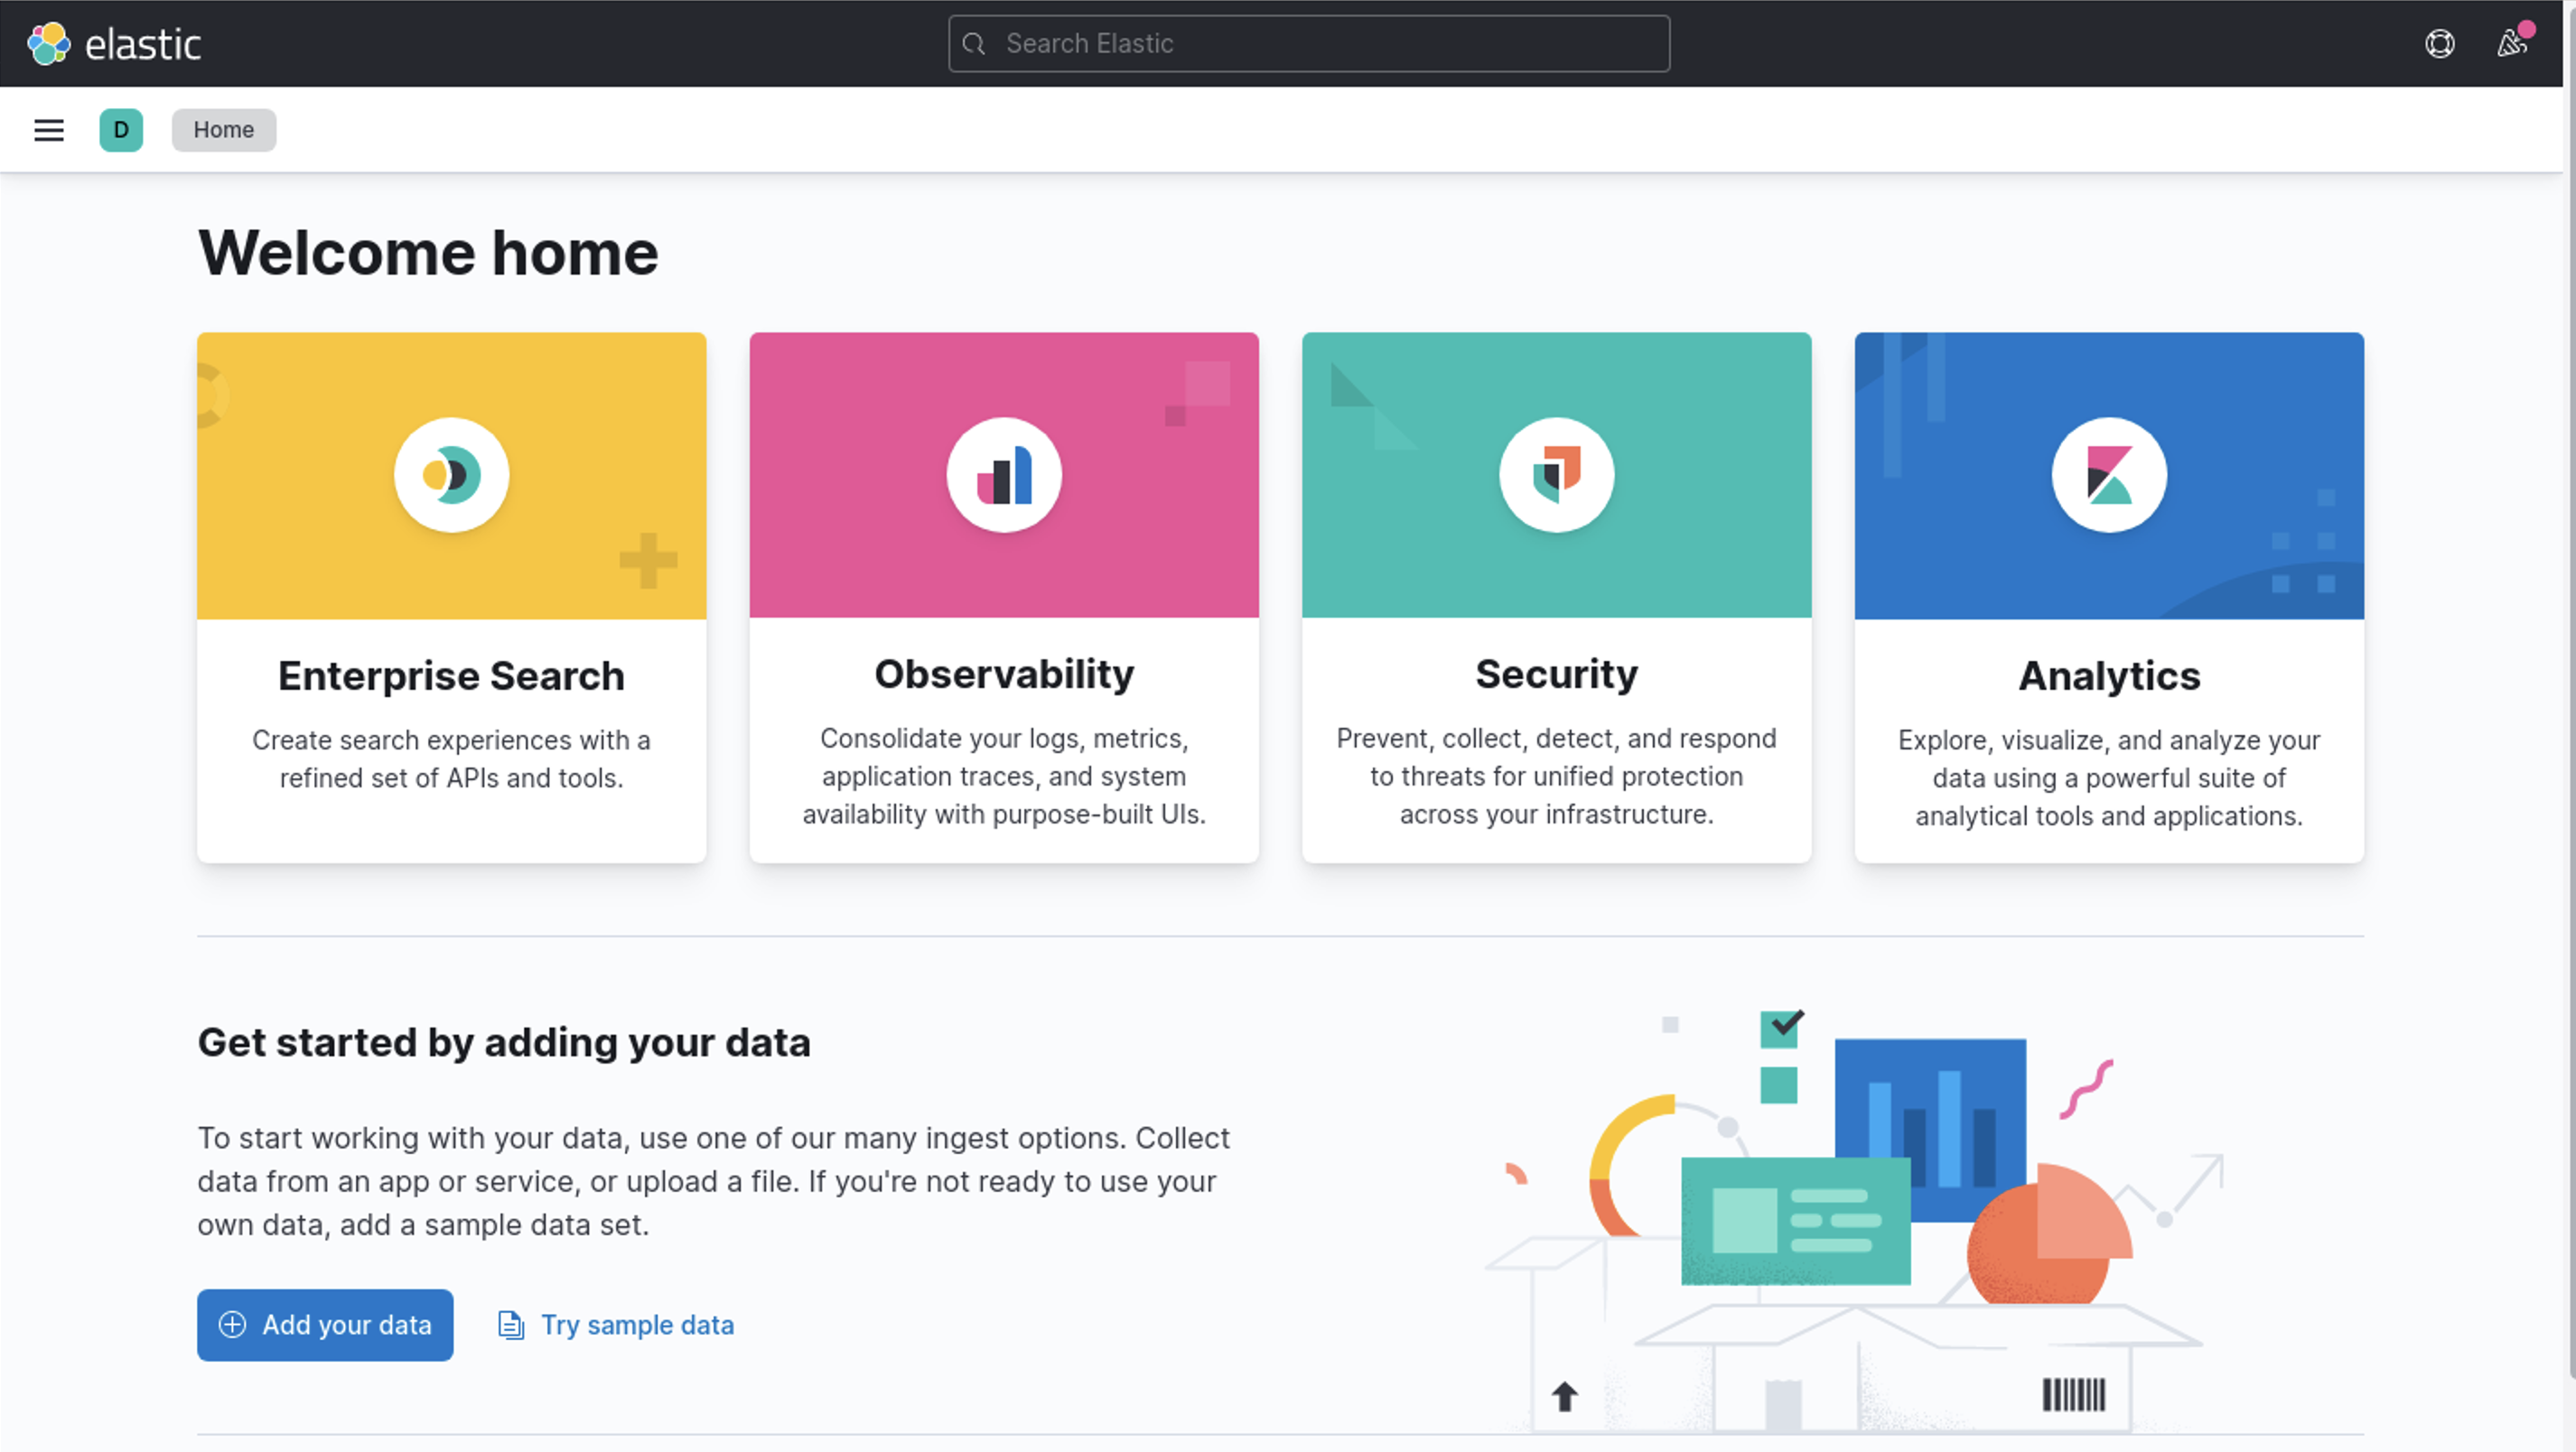 elastic
Search Elastic
D
Home
Welcome home
Enterprise Search
Create search experiences with a
refined set of APIs and tools.
Observability
Consolidate your logs, metrics,
application traces, and system
availability with purpose-built UIs.
Security
Prevent, collect, detect, and respond
to threats for unified protection
across your infrastructure.
Analytics
Explore, visualize, and analyze your
data using a powerful suite of
analytical tools and applications.
Get started by adding your data
To start working with your data, use one of our many ingest options. Collect
data from an app or service, or upload a file. If you're not ready to use your
own data, add a sample data set.
Add your data
Try sample data